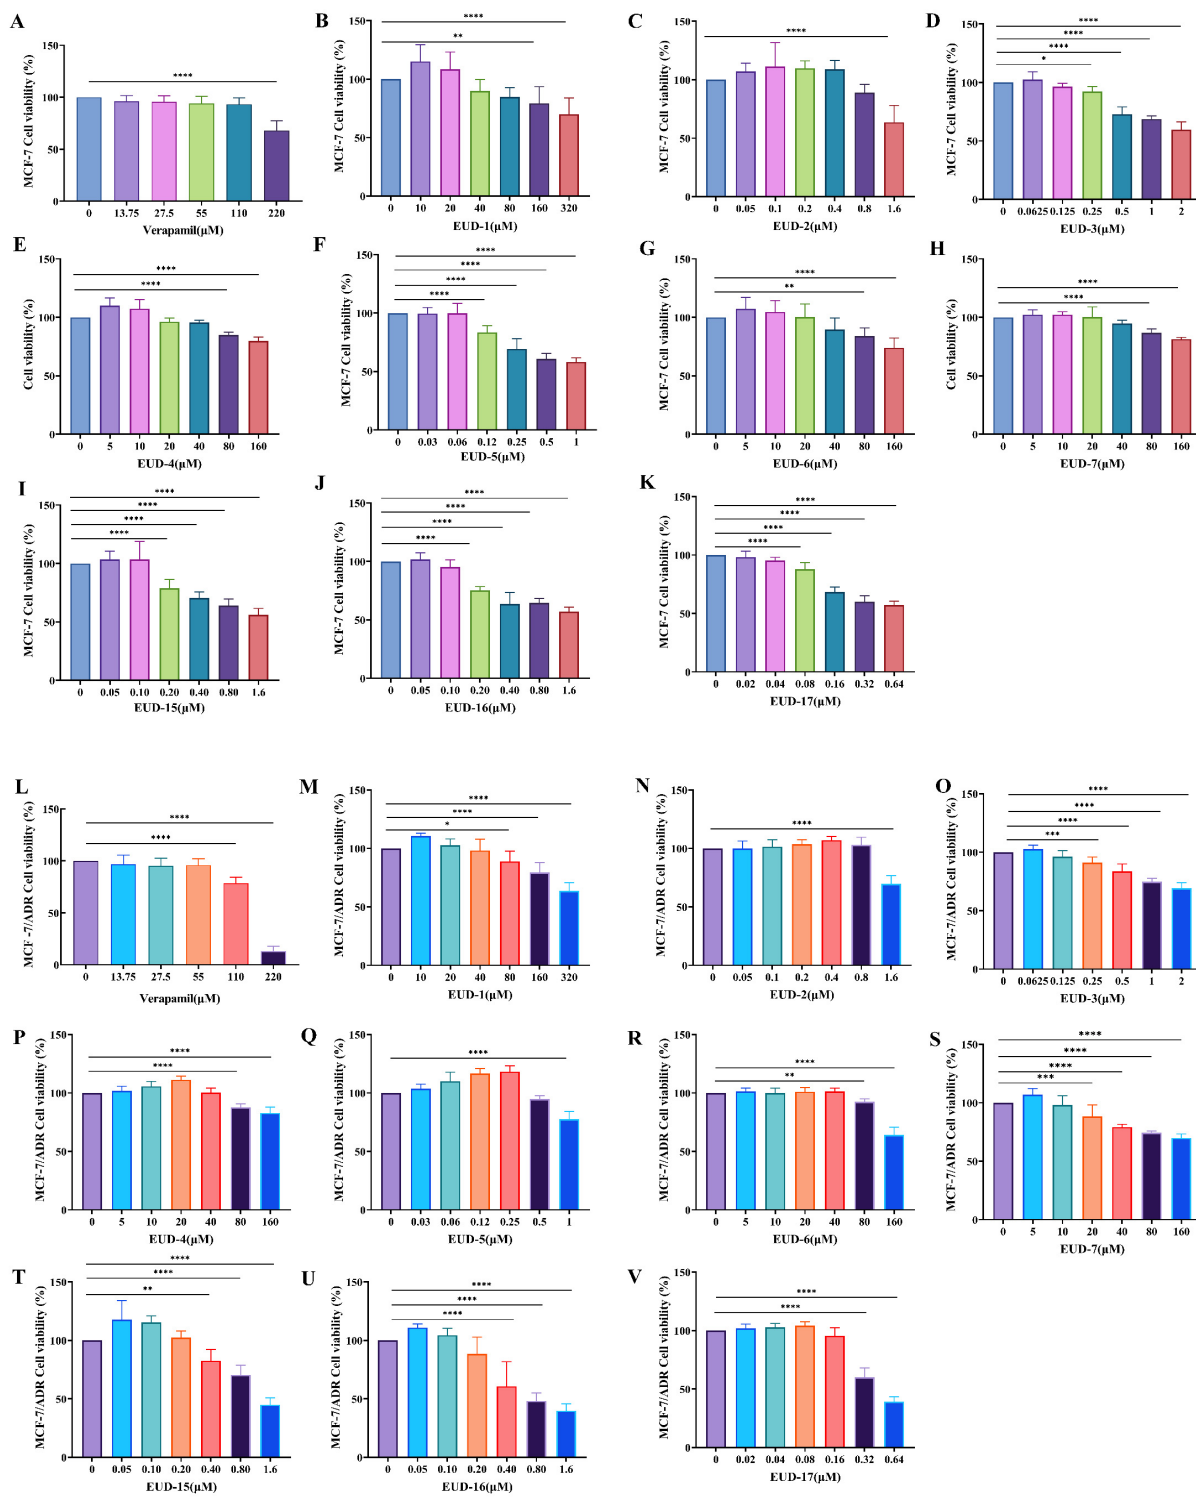 A
MCF-7 Cell viability (%)
150
100
50
0
****
0 13.75 27.5 55 110 220
Verapamil(μM)
B
MCF-7 Cell viability (%)
150
100
50
0
****
**
0 10 20 40 80 160 320
EUD-1(μM)
C
MCF-7 Cell viability (%)
150
100
50
0
****
0 0.05 0.1 0.2 0.4 0.8 1.6
EUD-2(μM)
D
MCF-7 Cell viability (%)
150
100
50
0
****
****
****
*
0 0.0625 0.125 0.25 0.5 1 2
EUD-3(μM)
E
Cell viability (%)
150
100
50
0
****
****
0 5 10 20 40 80 160
EUD-4(μM)
F
MCF-7 Cell viability (%)
150
100
50
0
****
****
****
****
0 0.03 0.06 0.12 0.25 0.5 1
EUD-5(μM)
G
MCF-7 Cell viability (%)
150
100
50
0
****
**
0 5 10 20 40 80 160
EUD-6(μM)
H
Cell viability (%)
150
100
50
0
****
****
0 5 10 20 40 80 160
EUD-7(μM)
I
MCF-7 Cell viability (%)
150
100
50
0
****
****
****
****
0 0.05 0.10 0.20 0.40 0.80 1.6
EUD-15(μM)
J
MCF-7 Cell viability (%)
150
100
50
0
****
****
****
****
0 0.05 0.10 0.20 0.40 0.80 1.6
EUD-16(μM)
K
MCF-7 Cell viability (%)
150
100
50
0
****
****
****
****
0 0.02 0.04 0.08 0.16 0.32 0.64
EUD-17(μM)
L
MCF -7/ADR Cell viability (%)
150
100
50
0
****
****
0 13.75 27.5 55 110 220
Verapamil(μM)
M
MCF-7/ADR Cell viability (%)
150
100
50
0
****
****
*
0 10 20 40 80 160 320
EUD-1(μM)
N
MCF-7/ADR Cell viability (%)
150
100
50
0
****
0 0.05 0.1 0.2 0.4 0.8 1.6
EUD-2(μM)
O
MCF-7/ADR Cell viability (%)
150
100
50
0
****
****
****
***
0 0.0625 0.125 0.25 0.5 1 2
EUD-3(μM)
P
MCF-7/ADR Cell viability (%)
150
100
50
0
****
****
0 5 10 20 40 80 160
EUD-4(μM)
Q
MCF-7/ADR Cell viability (%)
150
100
50
0
****
0 0.03 0.06 0.12 0.25 0.5 1
EUD-5(μM)
R
MCF-7/ADR Cell viability (%)
150
100
50
0
****
**
0 5 10 20 40 80 160
EUD-6(μM)
S
MCF-7/ADR Cell viability (%)
150
100
50
0
****
****
****
***
0 5 10 20 40 80 160
EUD-7(μM)
T
MCF-7/ADR Cell viability (%)
150
100
50
0
****
****
**
0 0.05 0.10 0.20 0.40 0.80 1.6
EUD-15(μM)
U
MCF-7/ADR Cell viability (%)
150
100
50
0
****
****
****
0 0.05 0.10 0.20 0.40 0.80 1.6
EUD-16(μM)
V
MCF-7/ADR Cell viability (%)
150
100
50
0
****
****
0 0.02 0.04 0.08 0.16 0.32 0.64
EUD-17(μM)